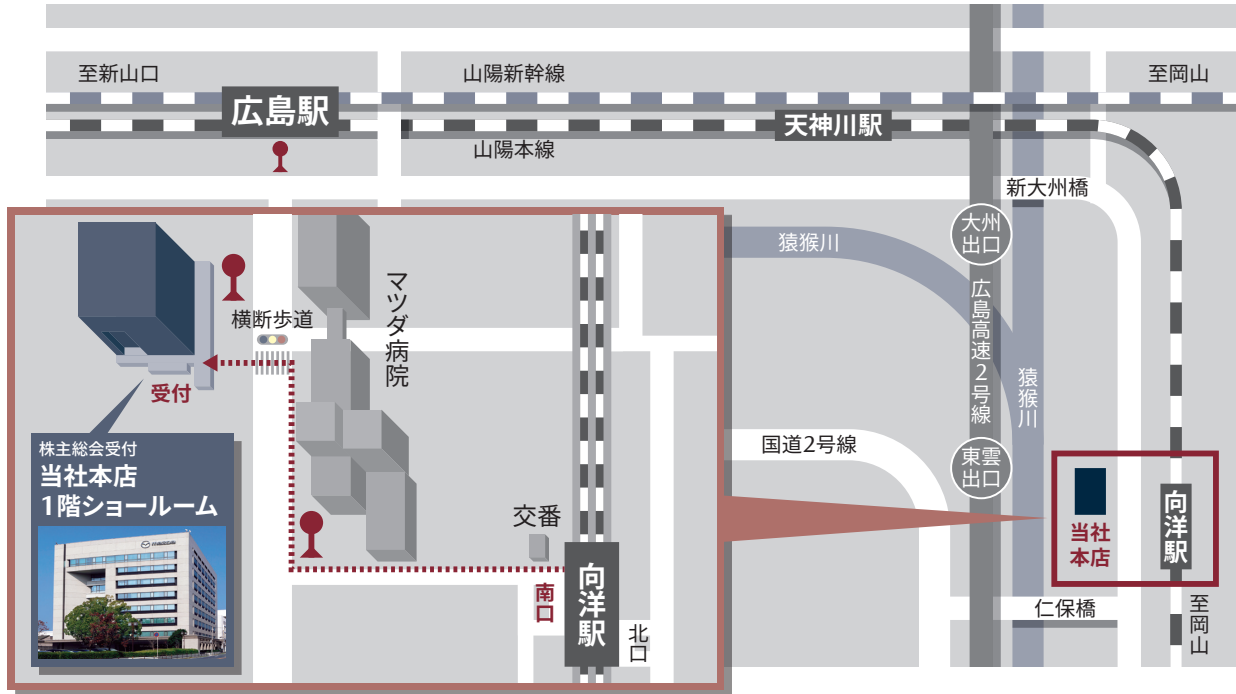 至新山口
山陽新幹線
至岡山
広島駅
天神川駅
山陽本線
新大州橋
大州
出口
猿猴川
広島高速2号線
猿猴川
国道2号線
東雲
出口
当社
本店
向洋駅
仁保橋
至岡山
マツダ病院
横断歩道
受付
株主総会受付
当社本店
1階ショールーム
交番
南口
向洋駅
北口